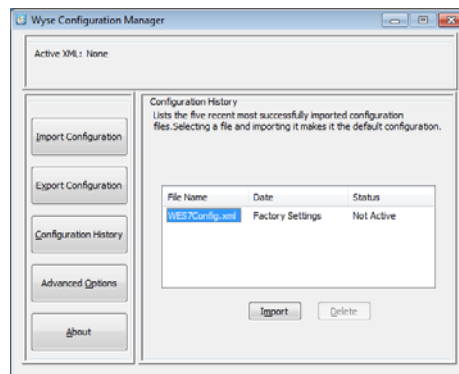 Wyse Configuration Manager
Active XML: None
Import Configuration
Export Configuration
Configuration History
Advanced Options
About
Configuration History
Lists the five recent most successfully imported configuration
files.Selecting a file and importing it makes it the default configuration.
File Name Date Status
WES7Config.xml Factory Settings Not Active
Import Delete